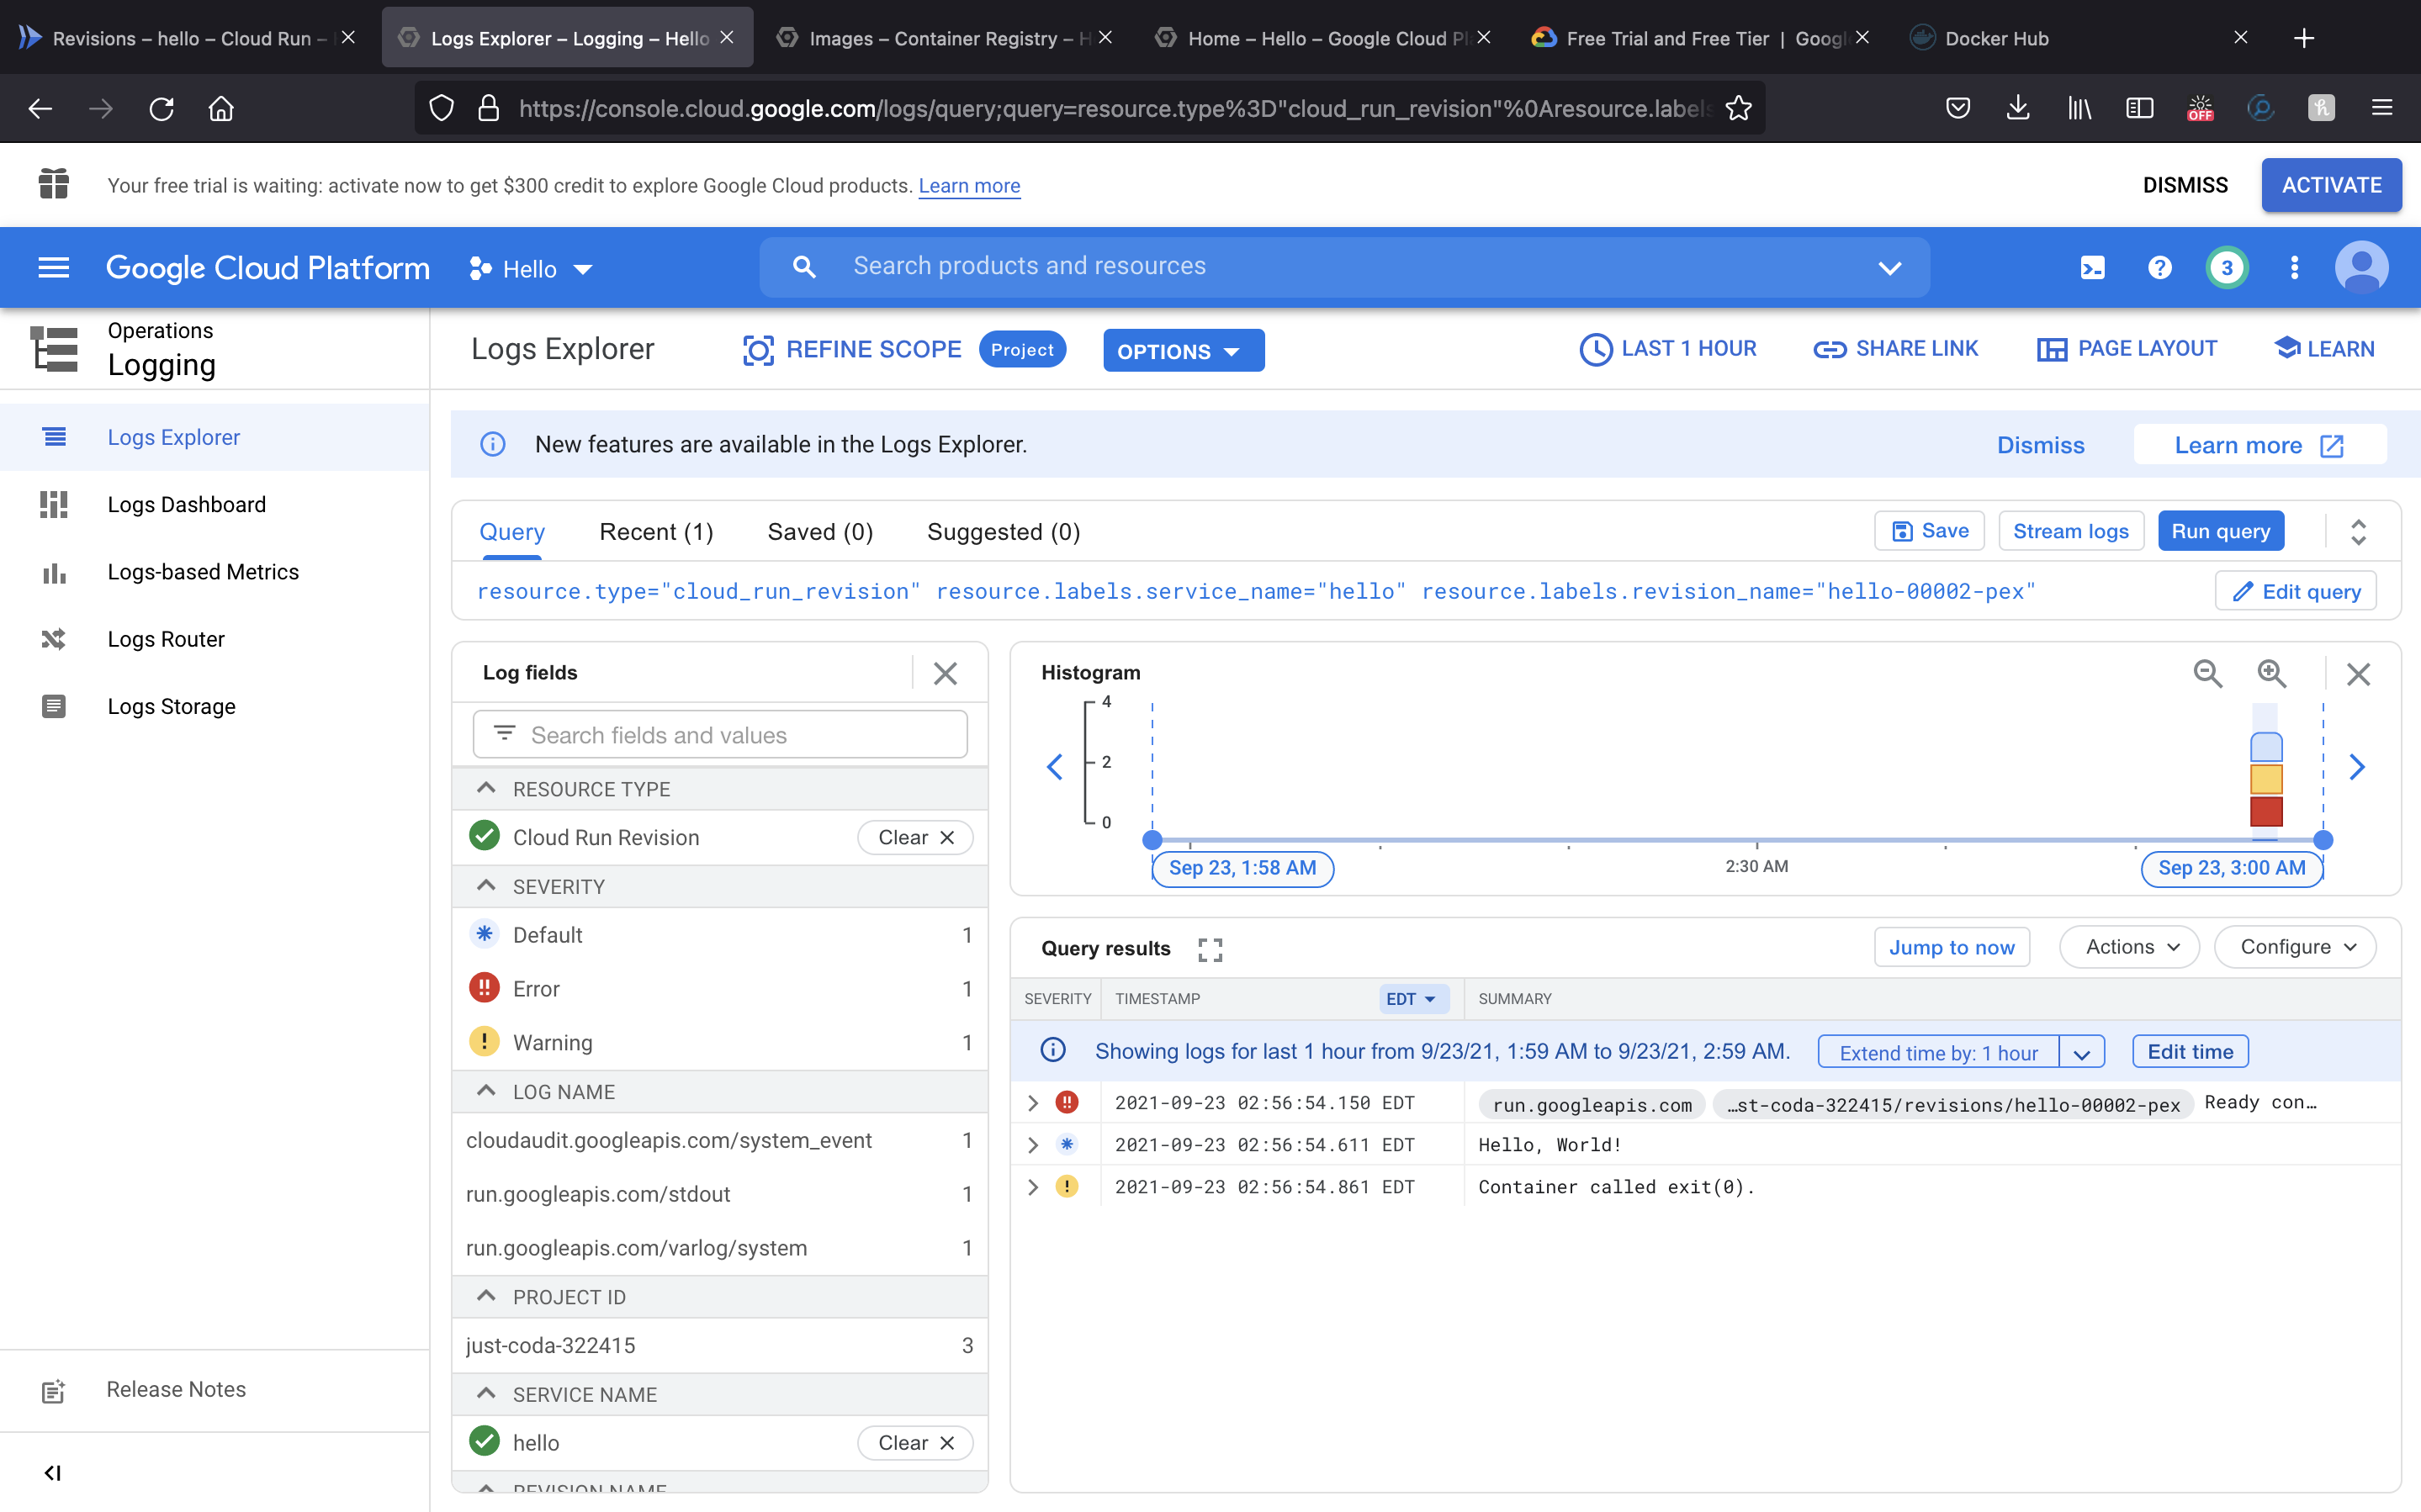 Revisions – hello – Cloud Run –
Logs Explorer – Logging – Hello
Images – Container Registry – H
Home – Hello – Google Cloud Pl
Free Trial and Free Tier | Googl
Docker Hub
https://console.cloud.google.com/logs/query;query=resource.type%3D"cloud_run_revision"%0Aresource.labels
OFF
Your free trial is waiting: activate now to get $300 credit to explore Google Cloud products. Learn more
DISMISS
ACTIVATE
Google Cloud Platform
Hello
Search products and resources
3
Operations
Logging
Logs Explorer
REFINE SCOPE
Project
OPTIONS
LAST 1 HOUR
SHARE LINK
PAGE LAYOUT
LEARN
Logs Explorer
Logs Dashboard
Logs-based Metrics
Logs Router
Logs Storage
Release Notes
New features are available in the Logs Explorer.
Dismiss
Learn more
Query
Recent (1)
Saved (0)
Suggested (0)
Save
Stream logs
Run query
resource.type="cloud_run_revision" resource.labels.service_name="hello" resource.labels.revision_name="hello-00002-pex"
Edit query
Log fields
Search fields and values
RESOURCE TYPE
Cloud Run Revision
Clear
SEVERITY
Default 1
Error 1
Warning 1
LOG NAME
cloudaudit.googleapis.com/system_event 1
run.googleapis.com/stdout 1
run.googleapis.com/varlog/system 1
PROJECT ID
just-coda-322415 3
SERVICE NAME
hello
Clear
REVISION NAME
Histogram
4
2
0
Sep 23, 1:58 AM
2:30 AM
Sep 23, 3:00 AM
Query results
Jump to now
Actions
Configure
SEVERITY
TIMESTAMP
EDT
SUMMARY
Showing logs for last 1 hour from 9/23/21, 1:59 AM to 9/23/21, 2:59 AM.
Extend time by: 1 hour
Edit time
2021-09-23 02:56:54.150 EDT run.googleapis.com …st-coda-322415/revisions/hello-00002-pex Ready con…
2021-09-23 02:56:54.611 EDT Hello, World!
2021-09-23 02:56:54.861 EDT Container called exit(0).